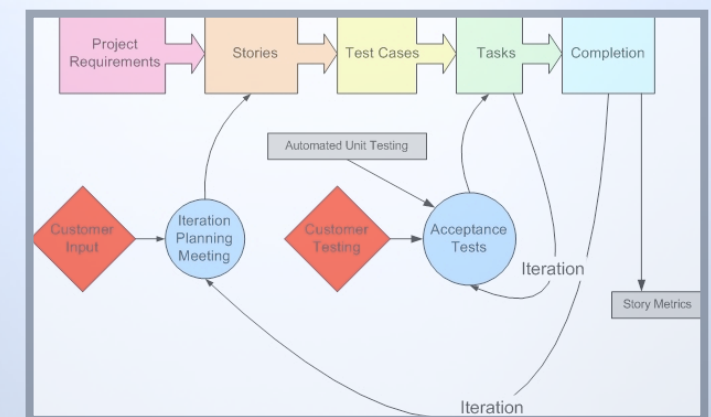 Project
Requirements
Stories
Test Cases
Tasks
Completion
Automated Unit Testing
Customer
Input
Iteration
Planning
Meeting
Customer
Testing
Acceptance
Tests
Iteration
Story Metrics
Iteration